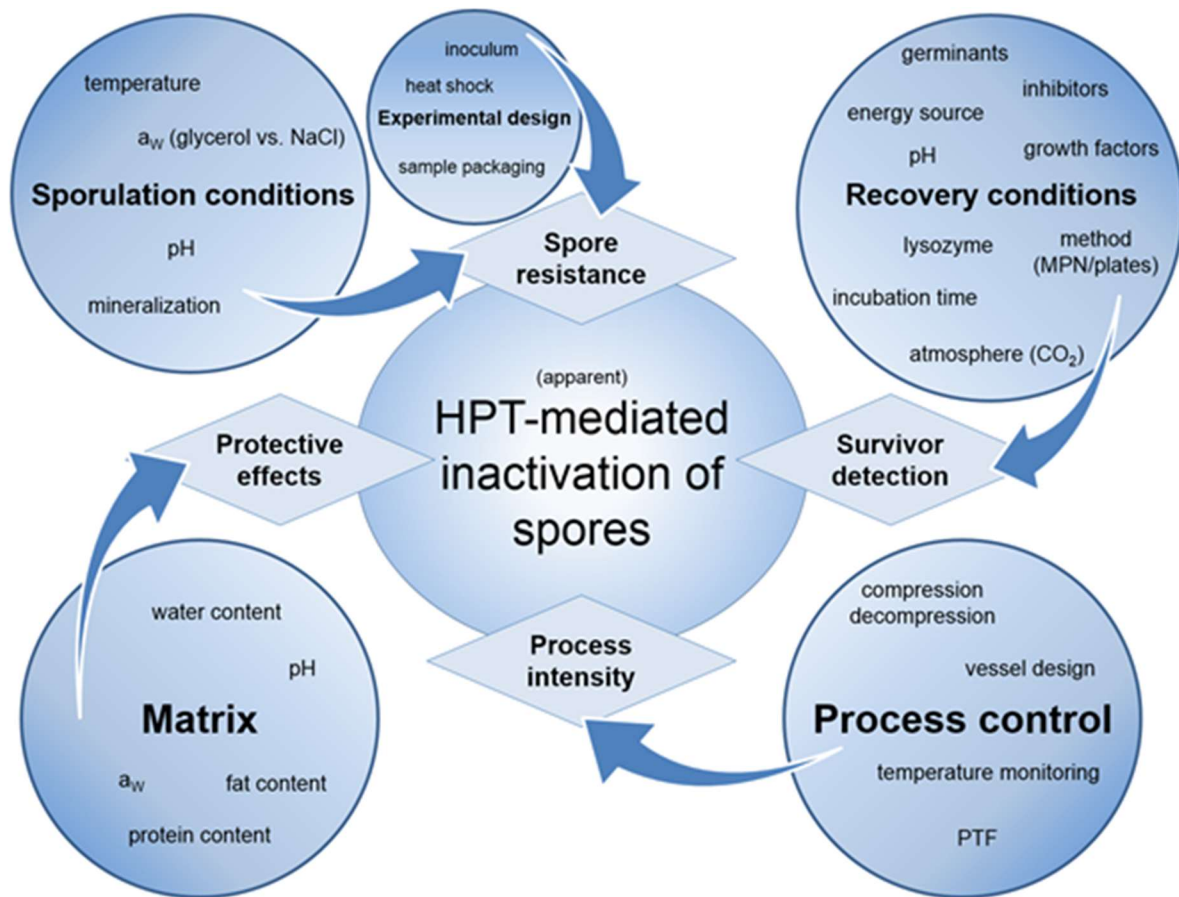 temperature
a_W (glycerol vs. NaCl)
Sporulation conditions
pH
mineralization
inoculum
heat shock
Experimental design
sample packaging
germinants
inhibitors
energy source
pH
growth factors
Recovery conditions
lysozyme
method
(MPN/plates)
incubation time
atmosphere (CO₂)
Spore
resistance
(apparent)
HPT-mediated
inactivation of
spores
Protective
effects
Survivor
detection
Process
intensity
water content
pH
Matrix
a_W
fat content
protein content
compression
decompression
vessel design
Process control
temperature monitoring
PTF